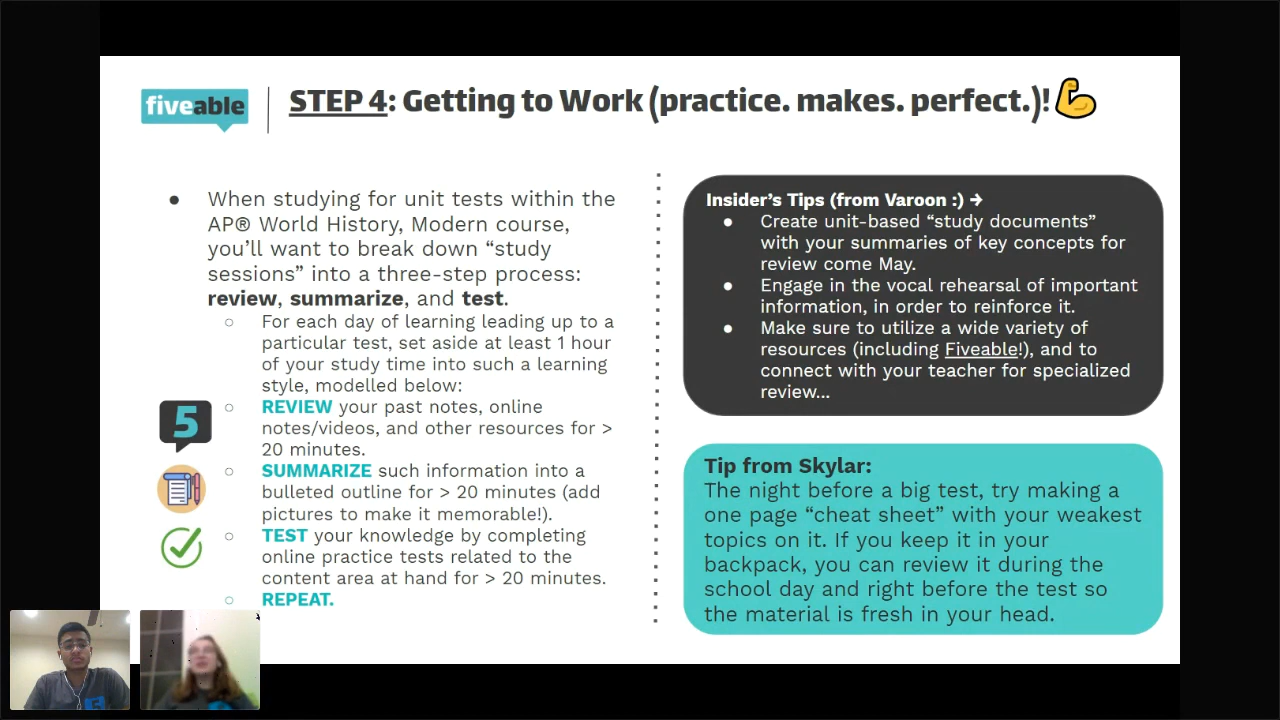 fiveable
STEP 4: Getting to Work (practice. makes. perfect.)!💪
● When studying for unit tests within the
AP® World History, Modern course,
you’ll want to break down “study
sessions” into a three-step process:
review, summarize, and test.
○ For each day of learning leading up to a
particular test, set aside at least 1 hour
of your study time into such a learning
style, modelled below:
5
○ REVIEW your past notes, online
notes/videos, and other resources for >
20 minutes.
○ SUMMARIZE such information into a
bulleted outline for > 20 minutes (add
pictures to make it memorable!).
○ TEST your knowledge by completing
online practice tests related to the
content area at hand for > 20 minutes.
○ REPEAT.
Insider’s Tips (from Varoon :) →
● Create unit-based “study documents”
with your summaries of key concepts for
review come May.
● Engage in the vocal rehearsal of important
information, in order to reinforce it.
● Make sure to utilize a wide variety of
resources (including Fiveable!), and to
connect with your teacher for specialized
review...
Tip from Skylar:
The night before a big test, try making a
one page “cheat sheet” with your weakest
topics on it. If you keep it in your
backpack, you can review it during the
school day and right before the test so
the material is fresh in your head.